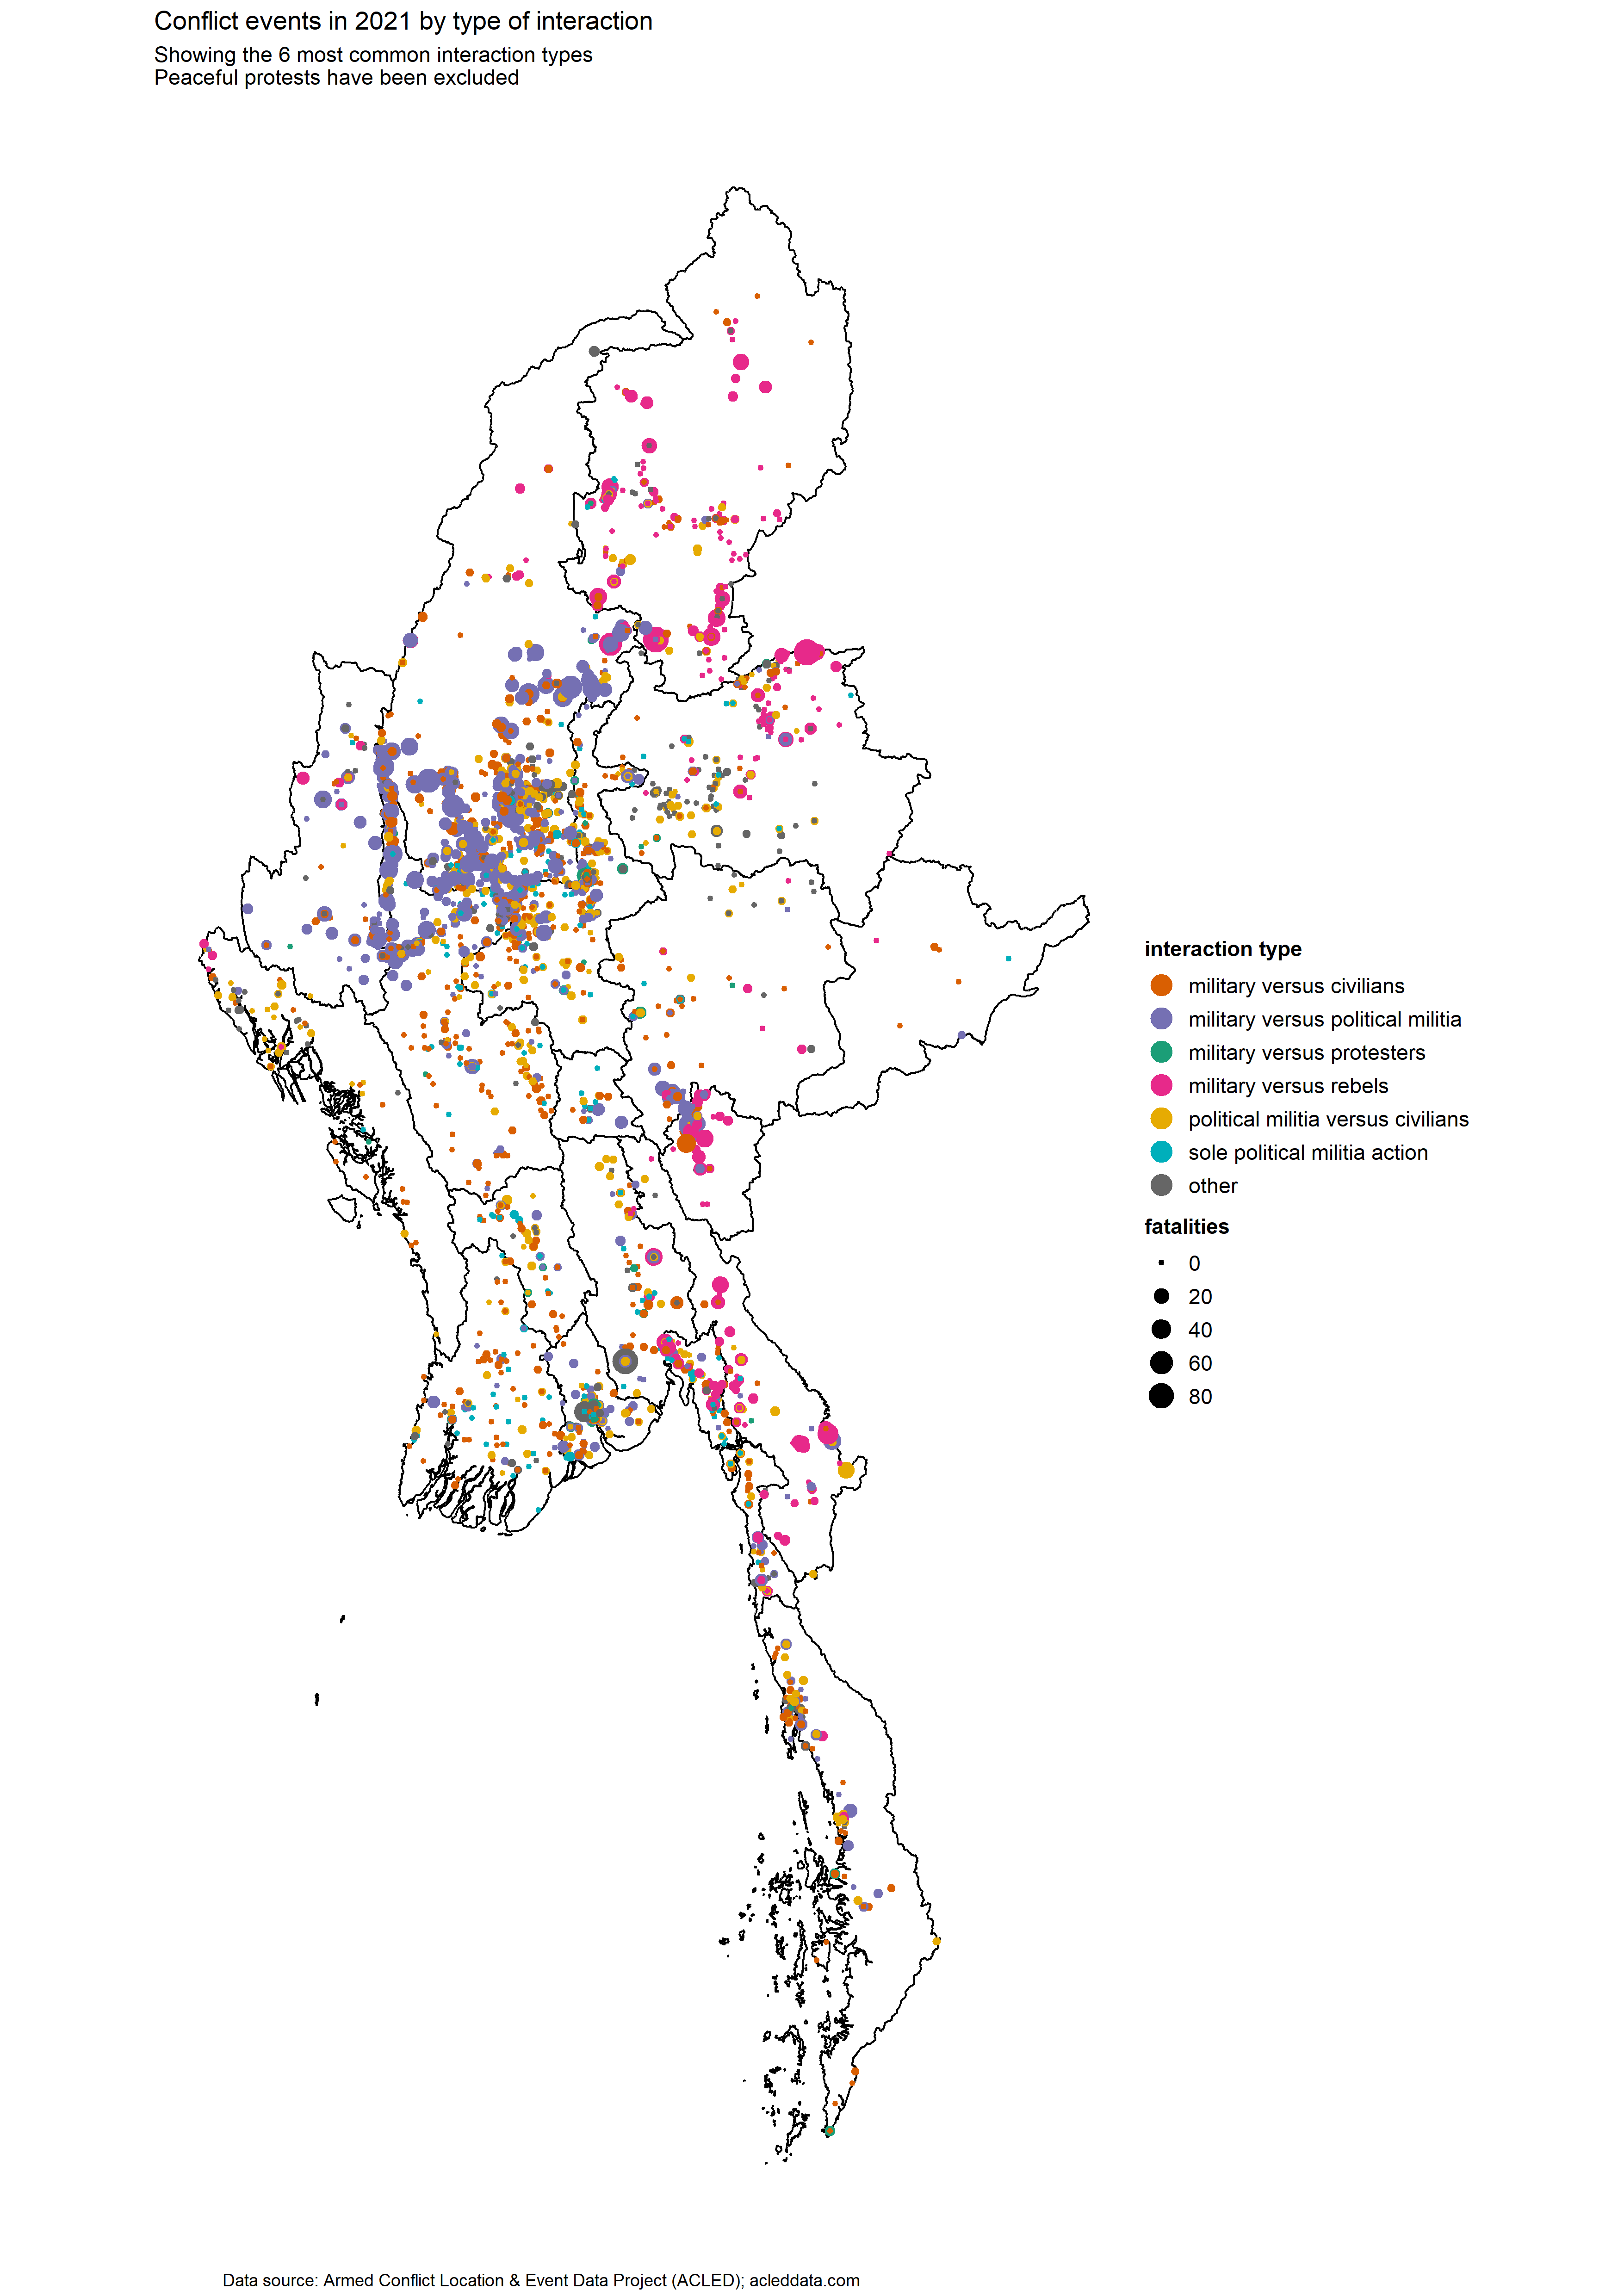 Conflict events in 2021 by type of interaction
Showing the 6 most common interaction types
Peaceful protests have been excluded
interaction type
military versus civilians
military versus political militia
military versus protesters
military versus rebels
political militia versus civilians
sole political militia action
other
fatalities
0
20
40
60
80
Data source: Armed Conflict Location & Event Data Project (ACLED); acleddata.com